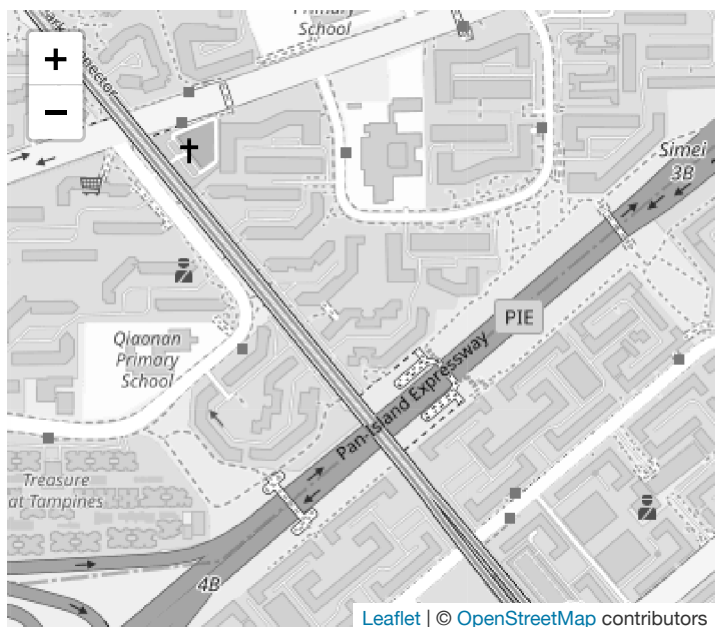 Primary
School
+
−
Simei
3B
PIE
Qiaonan
Primary
School
Pan-Island Expressway
Treasure
at Tampines
4B
Leaflet | © OpenStreetMap contributors